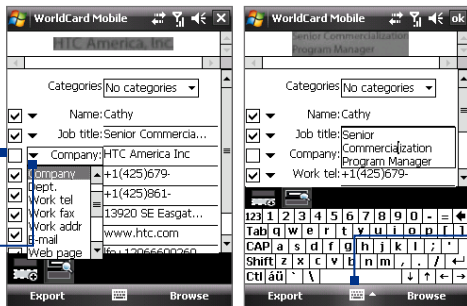 WorldCard Mobile
HTC America, Inc.
Categories No categories
Name: Cathy
Job title: Senior Commercia...
Company: HTC America Inc
Company
Dept.
Work tel
Work fax
Work addr
E-mail
Web page
+1(425)679-
+1(425)861-
13920 SE Easgat...
www.htc.com
Export Browse
WorldCard Mobile ok
Senior Commercialization
Program Manager
Categories No categories
Name: Cathy
Job title: Senior
Commercialization
Program Manager
Company:
Work tel: +1(425)679-
123 1 2 3 4 5 6 7 8 9 0 - =
Tab q w e r t y u i o p [ ]
CAP a s d f g h j k l ; '
Shift z x c v b n m , . /
Ctl áü ` \
Export Browse